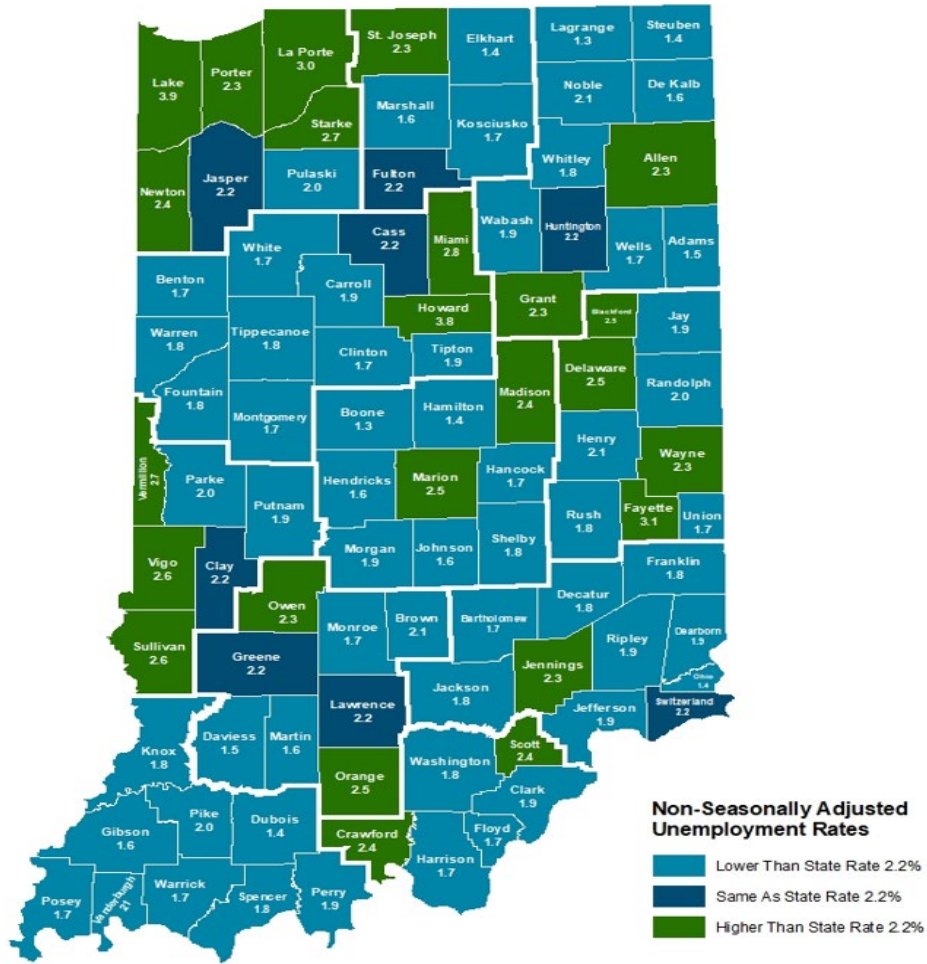 St. Joseph
2.3
Elkhart
1.4
Lagrange
1.3
Steuben
1.4
La Porte
3.0
Porter
2.3
Lake
3.9
Noble
2.1
De Kalb
1.6
Marshall
1.6
Kosciusko
1.7
Starke
2.7
Whitley
1.8
Allen
2.3
Jasper
2.2
Pulaski
2.0
Fulton
2.2
Newton
2.4
Wabash
1.9
Huntington
2.2
Cass
2.2
Miami
2.8
White
1.7
Wells
1.7
Adams
1.5
Benton
1.7
Carroll
1.9
Howard
3.8
Grant
2.3
Blackford
2.5
Jay
1.9
Warren
1.8
Tippecanoe
1.8
Clinton
1.7
Tipton
1.9
Delaware
2.5
Randolph
2.0
Fountain
1.8
Montgomery
1.7
Boone
1.3
Hamilton
1.4
Madison
2.4
Henry
2.1
Wayne
2.3
Vermillion
2.7
Parke
2.0
Putnam
1.9
Hendricks
1.6
Marion
2.5
Hancock
1.7
Rush
1.8
Fayette
3.1
Union
1.7
Vigo
2.6
Clay
2.2
Morgan
1.9
Johnson
1.6
Shelby
1.8
Franklin
1.8
Owen
2.3
Monroe
1.7
Brown
2.1
Bartholomew
1.7
Decatur
1.8
Ripley
1.9
Dearborn
1.9
Sullivan
2.6
Greene
2.2
Jennings
2.3
Ohio
1.4
Jackson
1.8
Lawrence
2.2
Jefferson
1.9
Switzerland
2.2
Knox
1.8
Daviess
1.5
Martin
1.6
Washington
1.8
Scott
2.4
Orange
2.5
Clark
1.9
Gibson
1.6
Pike
2.0
Dubois
1.4
Crawford
2.4
Floyd
1.7
Harrison
1.7
Posey
1.7
Vanderburgh
21
Warrick
1.7
Spencer
1.8
Perry
1.9
Non-Seasonally Adjusted
Unemployment Rates
Lower Than State Rate 2.2%
Same As State Rate 2.2%
Higher Than State Rate 2.2%